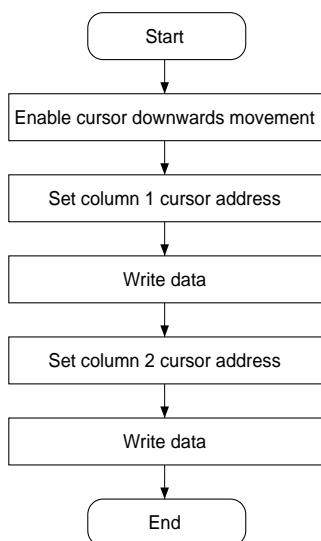 Start
Enable cursor downwards movement
Set column 1 cursor address
Write data
Set column 2 cursor address
Write data
End